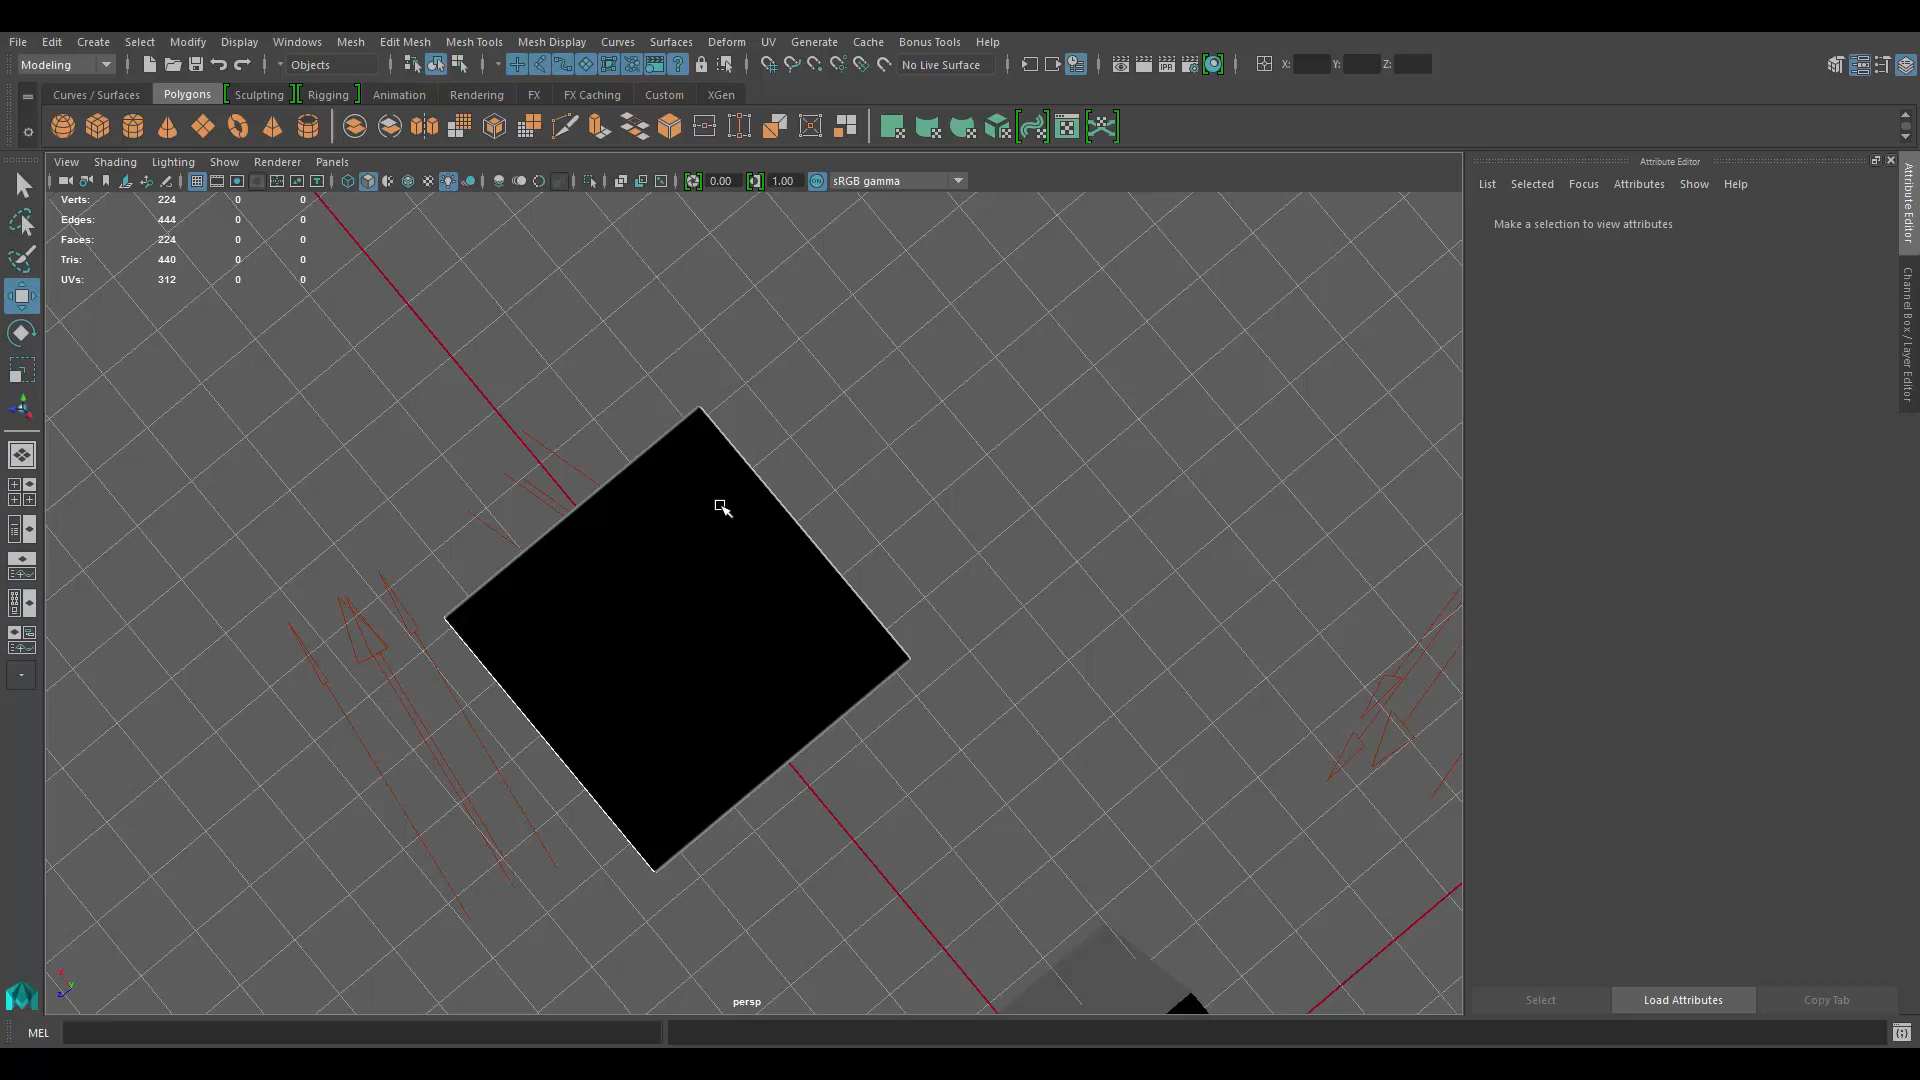 File Edit Create Select Modify Display Windows Mesh Edit Mesh Mesh Tools Mesh Display Curves Surfaces Deform UV Generate Cache Bonus Tools Help
Modeling Objects No Live Surface X: Y: Z:
Curves / Surfaces Polygons Sculpting Rigging Animation Rendering FX FX Caching Custom XGen
IPR
View Shading Lighting Show Renderer Panels
0.00 1.00 ON sRGB gamma
Verts: 224 0 0
Edges: 444 0 0
Faces: 224 0 0
Tris: 440 0 0
UVs: 312 0 0
persp
Attribute Editor
List Selected Focus Attributes Show Help
Make a selection to view attributes
Select Load Attributes Copy Tab
Attribute Editor
Channel Box / Layer Editor
MEL